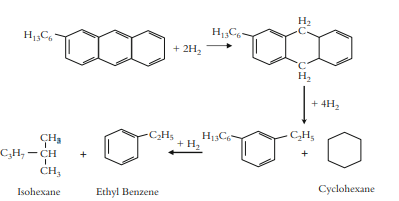 H₂
H₁₃C₆ + 2H₂ H₁₃C₆ C
C
H₂
+ 4H₂
CH₃ C₂H₅ + H₂ H₁₃C₆ C₂H₅
C₃H₇ — CH + +
CH₃
Isohexane Ethyl Benzene Cyclohexane